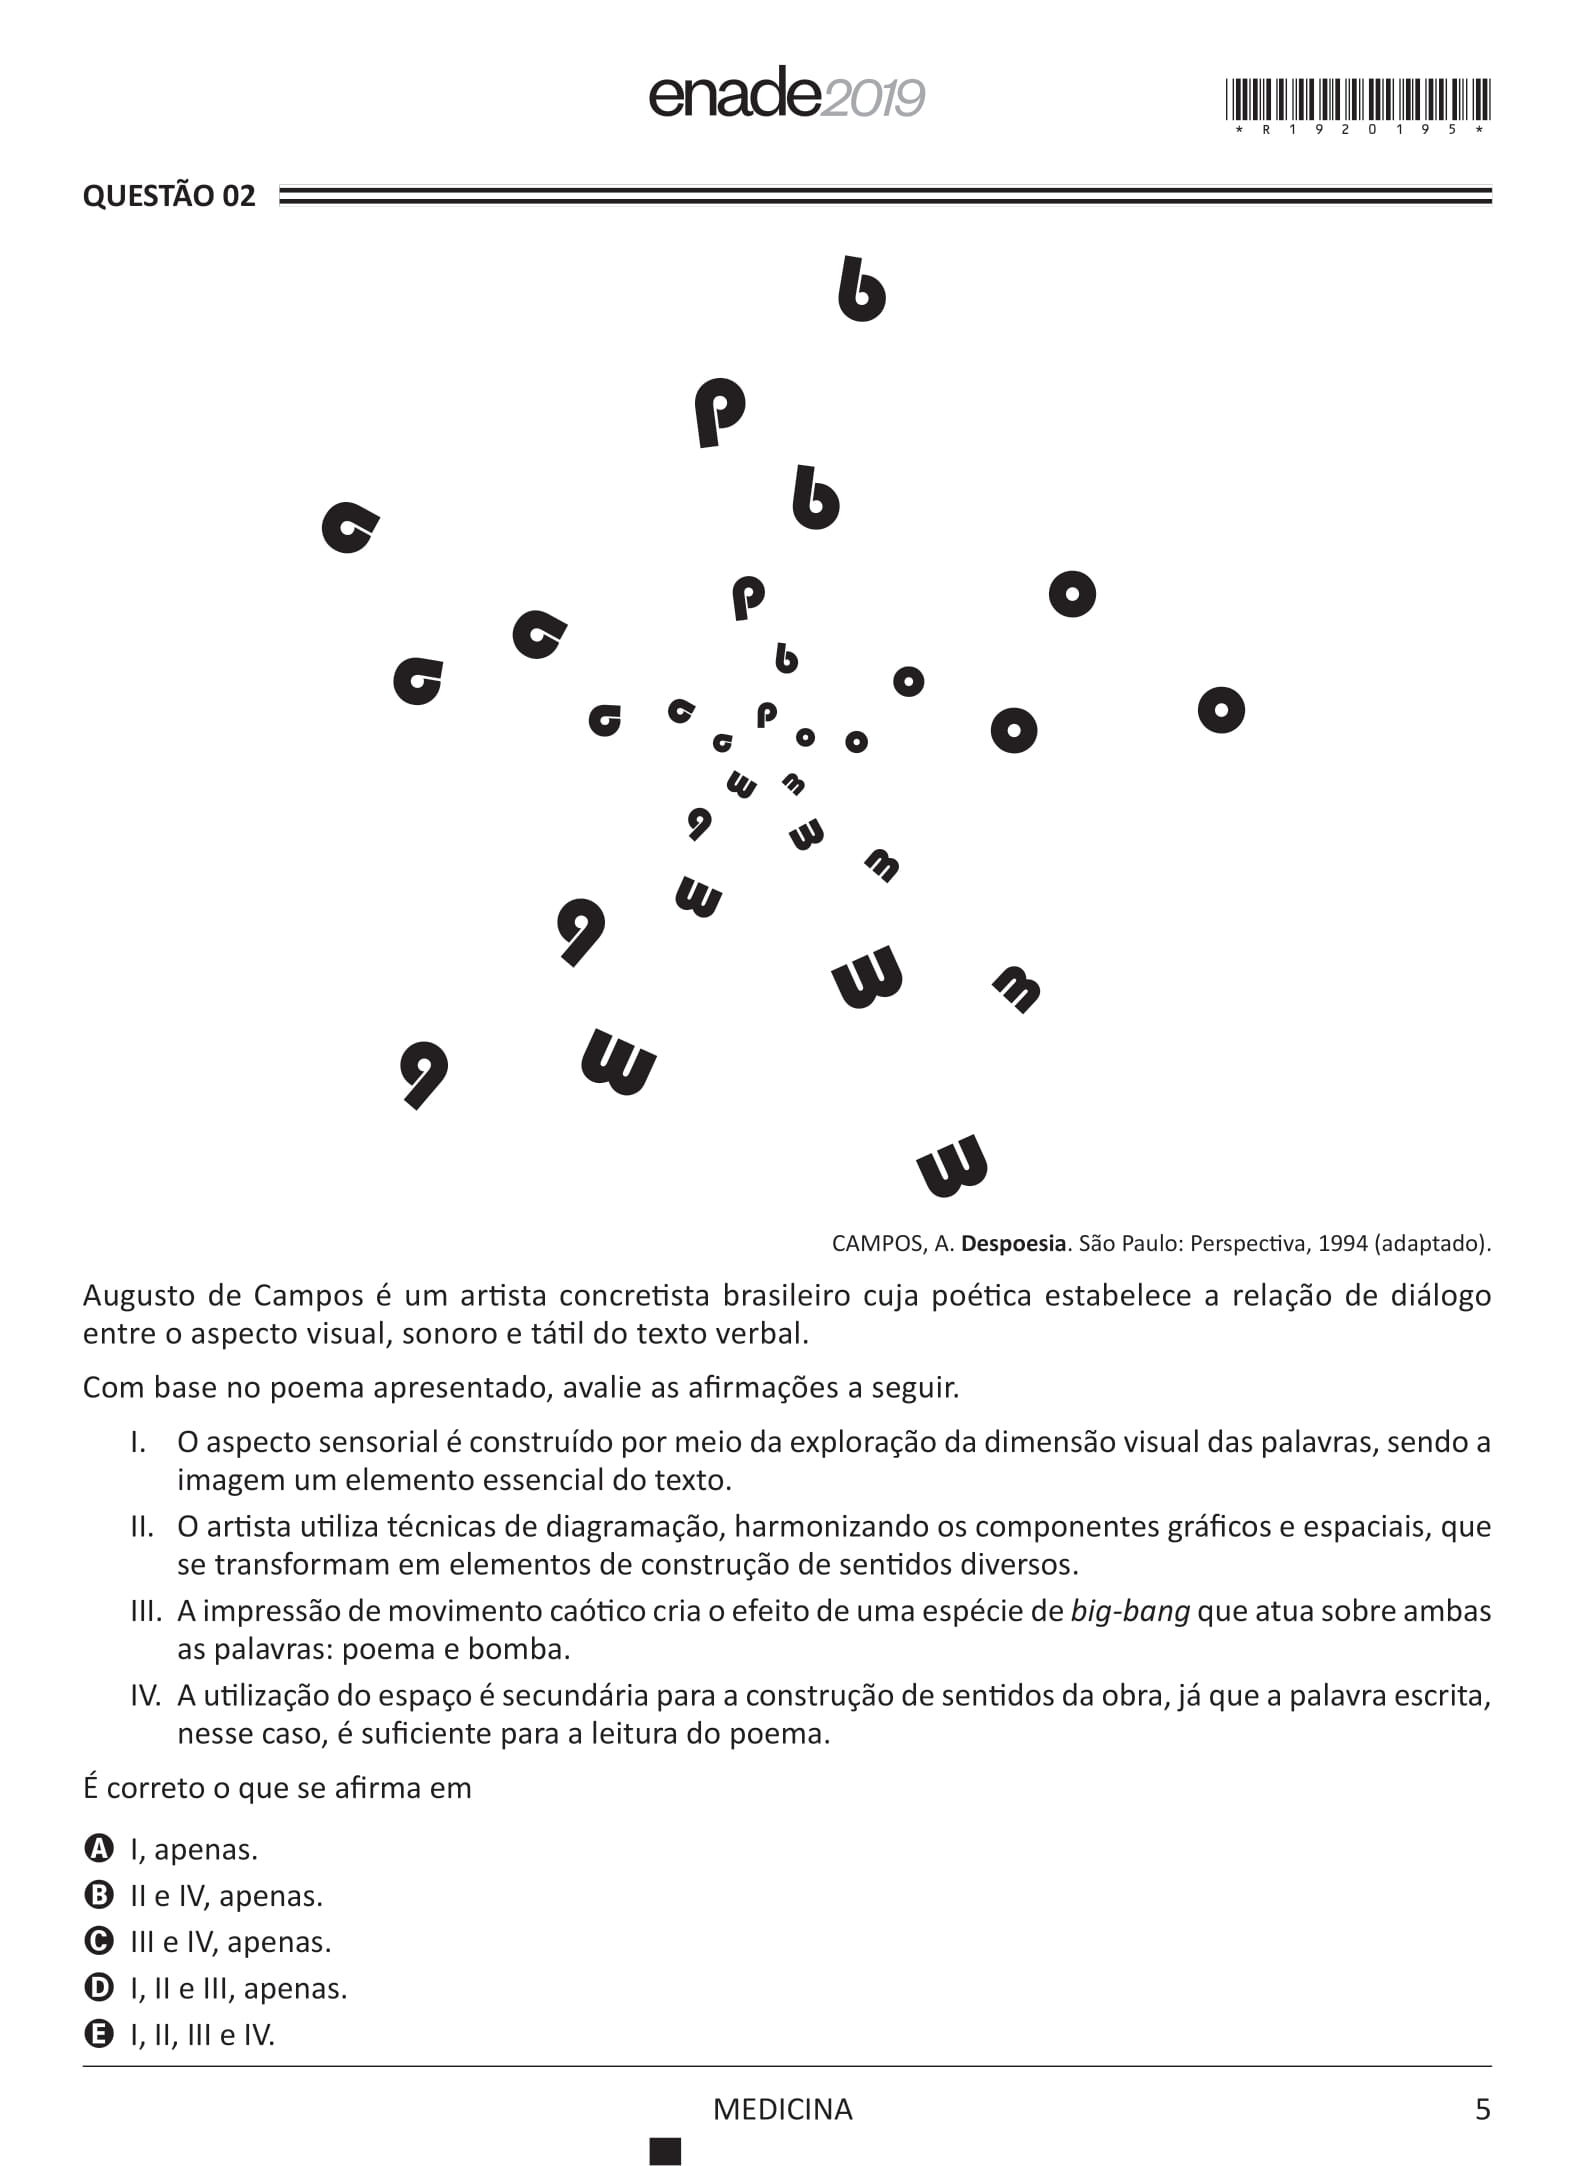 enade2019
* R 1 9 2 0 1 9 5 *
QUESTÃO 02
b
p
b
a
p
o
a
b
a
o
o
a
a
p
o
a
o
o
m
m
9
m
m
m
9
m
m
m
9
m
CAMPOS, A. Despoesia. São Paulo: Perspectiva, 1994 (adaptado).
Augusto de Campos é um artista concretista brasileiro cuja poética estabelece a relação de diálogo
entre o aspecto visual, sonoro e tátil do texto verbal.
Com base no poema apresentado, avalie as afirmações a seguir.
I. O aspecto sensorial é construído por meio da exploração da dimensão visual das palavras, sendo a
imagem um elemento essencial do texto.
II. O artista utiliza técnicas de diagramação, harmonizando os componentes gráficos e espaciais, que
se transformam em elementos de construção de sentidos diversos.
III. A impressão de movimento caótico cria o efeito de uma espécie de big-bang que atua sobre ambas
as palavras: poema e bomba.
IV. A utilização do espaço é secundária para a construção de sentidos da obra, já que a palavra escrita,
nesse caso, é suficiente para a leitura do poema.
É correto o que se afirma em
A I, apenas.
B II e IV, apenas.
C III e IV, apenas.
D I, II e III, apenas.
E I, II, III e IV.
MEDICINA
5